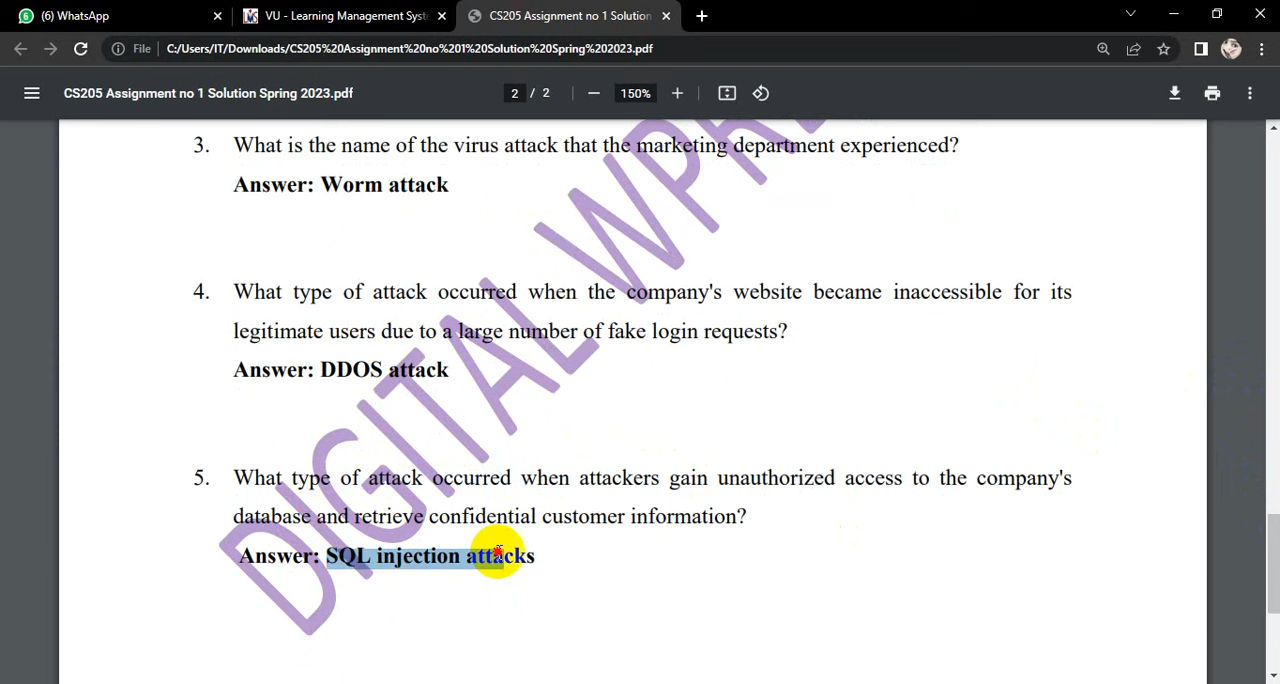 (6) WhatsApp
VU - Learning Management Syst
CS205 Assignment no 1 Solution
File
C:/Users/IT/Downloads/CS205%20Assignment%20no%201%20Solution%20Spring%202023.pdf
CS205 Assignment no 1 Solution Spring 2023.pdf
2 / 2
150%
3. What is the name of the virus attack that the marketing department experienced?
Answer: Worm attack
4. What type of attack occurred when the company's website became inaccessible for its
legitimate users due to a large number of fake login requests?
Answer: DDOS attack
5. What type of attack occurred when attackers gain unauthorized access to the company's
database and retrieve confidential customer information?
Answer: SQL injection attacks
DIGITAL